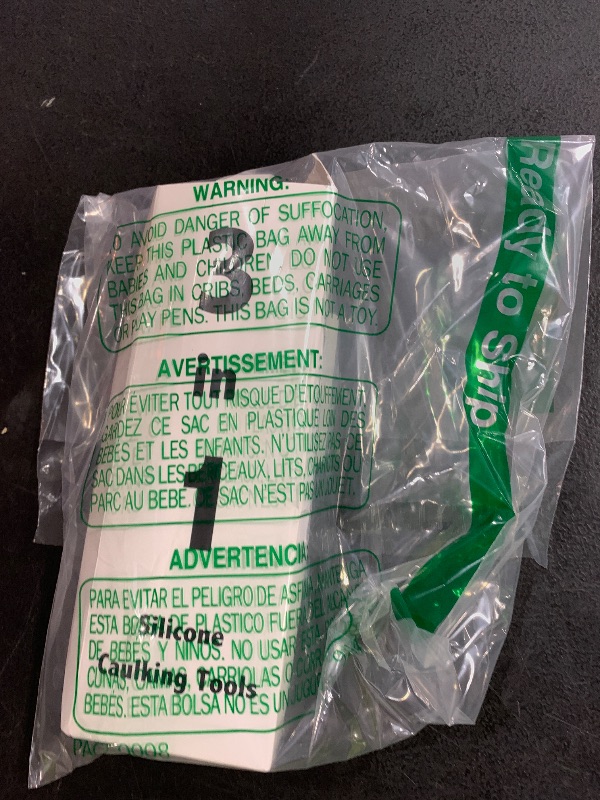 WARNING:
TO AVOID DANGER OF SUFFOCATION,
KEEP THIS PLASTIC BAG AWAY FROM
BABIES AND CHILDREN. DO NOT USE
THIS BAG IN CRIBS, BEDS, CARRIAGES
OR PLAY PENS. THIS BAG IS NOT A TOY.
3
in
1
Silicone
Caulking Tools
AVERTISSEMENT:
POUR EVITER TOUT RISQUE D'ETOUFFEMENT
GARDEZ CE SAC EN PLASTIQUE LOIN DES
BEBES ET LES ENFANTS. N'UTILISEZ PAS CE
SAC DANS LES BERCEAUX, LITS, CHARIOTS OU
PARC AU BEBE. CE SAC N'EST PAS UN JOUET.
ADVERTENCIA
PARA EVITAR EL PELIGRO DE ASFIXIA, MANTENGA
ESTA BOLSA DE PLASTICO FUERA DEL
DE BEBES Y NINOS. NO USAR ESTA
CUNAS, CAMAS, CARRIOLAS O
BEBES. ESTA BOLSA NO ES UN JUGUETE
Ready to Ship